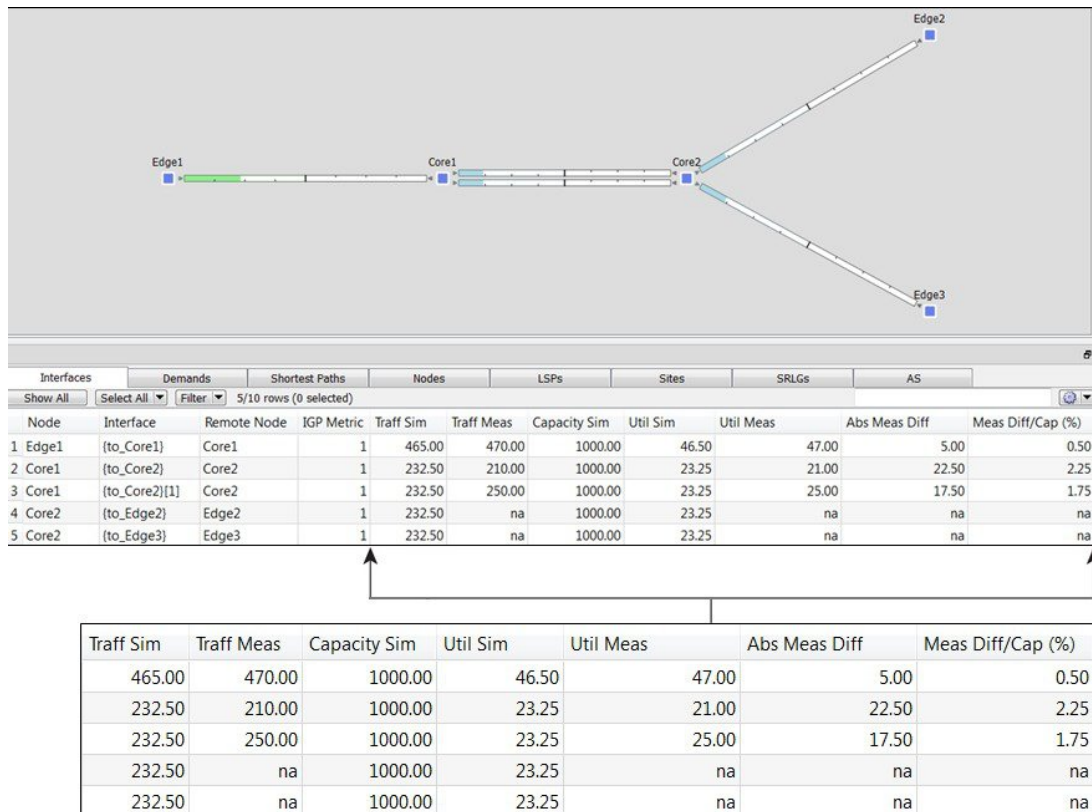 Edge2
Edge1
Core1
Core2
Edge3
Interfaces Demands Shortest Paths Nodes LSPs Sites SRLGs AS
Show All Select All Filter 5/10 rows (0 selected)
Node Interface Remote Node IGP Metric Traff Sim Traff Meas Capacity Sim Util Sim Util Meas Abs Meas Diff Meas Diff/Cap (%)
1 Edge1 {to_Core1} Core1 1 465.00 470.00 1000.00 46.50 47.00 5.00 0.50
2 Core1 {to_Core2} Core2 1 232.50 210.00 1000.00 23.25 21.00 22.50 2.25
3 Core1 {to_Core2}[1] Core2 1 232.50 250.00 1000.00 23.25 25.00 17.50 1.75
4 Core2 {to_Edge2} Edge2 1 232.50 na 1000.00 23.25 na na na
5 Core2 {to_Edge3} Edge3 1 232.50 na 1000.00 23.25 na na na
Traff Sim Traff Meas Capacity Sim Util Sim Util Meas Abs Meas Diff Meas Diff/Cap (%)
465.00 470.00 1000.00 46.50 47.00 5.00 0.50
232.50 210.00 1000.00 23.25 21.00 22.50 2.25
232.50 250.00 1000.00 23.25 25.00 17.50 1.75
232.50 na 1000.00 23.25 na na na
232.50 na 1000.00 23.25 na na na